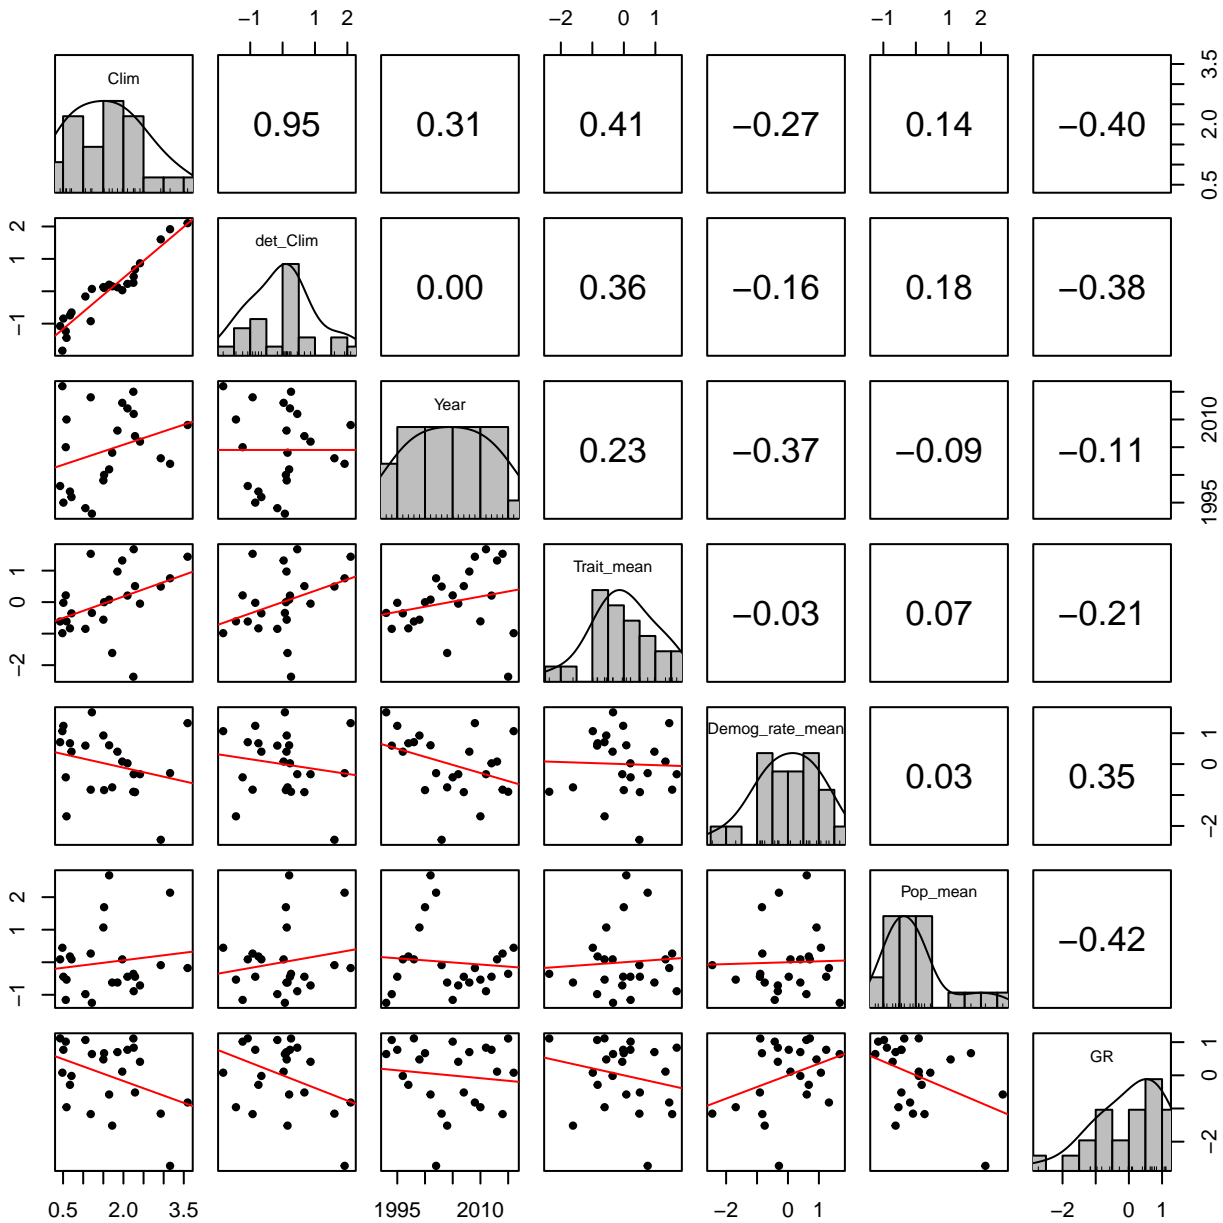 −1 1 2 −2 0 1 −1 1 2
Clim 0.95 0.31 0.41 −0.27 0.14 −0.40 0.5 2.0 3.5
−1 1 2 det_Clim 0.00 0.36 −0.16 0.18 −0.38
Year 0.23 −0.37 −0.09 −0.11 1995 2010
−2 0 1 Trait_mean −0.03 0.07 −0.21
Demog_rate_mean 0.03 0.35 −2 0 1
−1 1 2 Pop_mean −0.42
GR −2 0 1
0.5 2.0 3.5 1995 2010 −2 0 1 −2 0 1